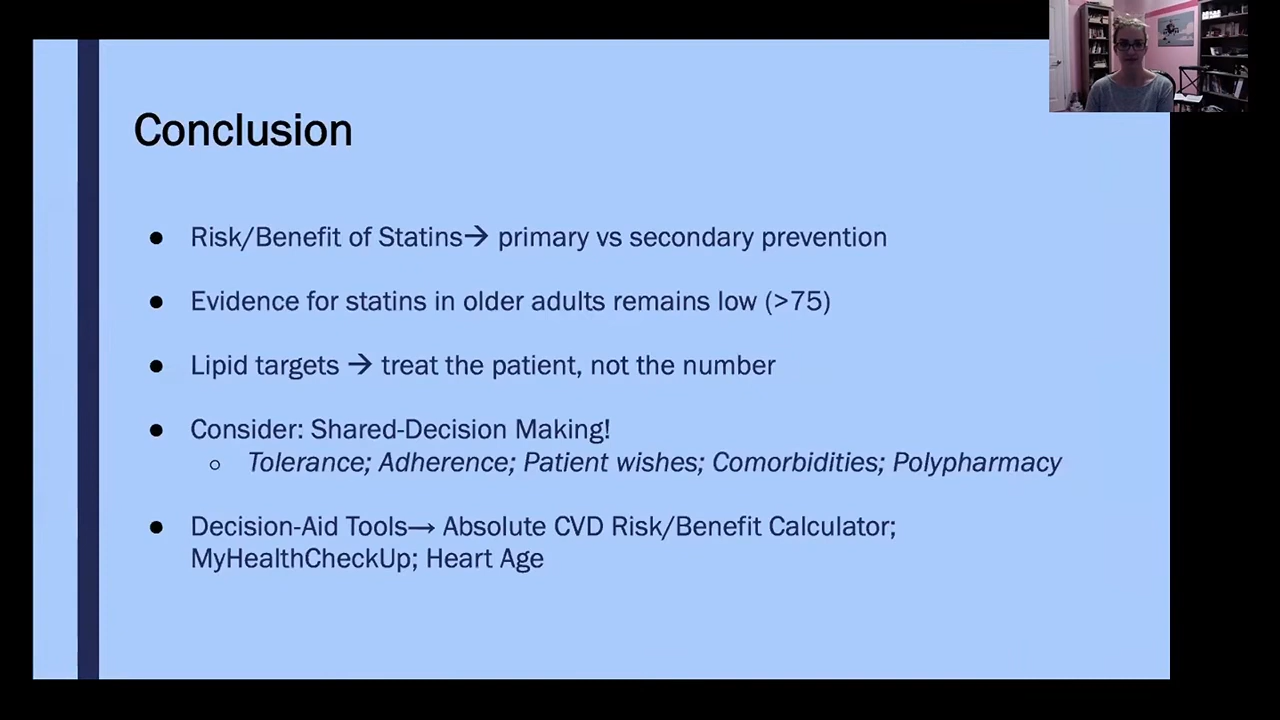 Conclusion
● Risk/Benefit of Statins→ primary vs secondary prevention
● Evidence for statins in older adults remains low (>75)
● Lipid targets → treat the patient, not the number
● Consider: Shared-Decision Making!
○ Tolerance; Adherence; Patient wishes; Comorbidities; Polypharmacy
● Decision-Aid Tools→ Absolute CVD Risk/Benefit Calculator;
MyHealthCheckUp; Heart Age